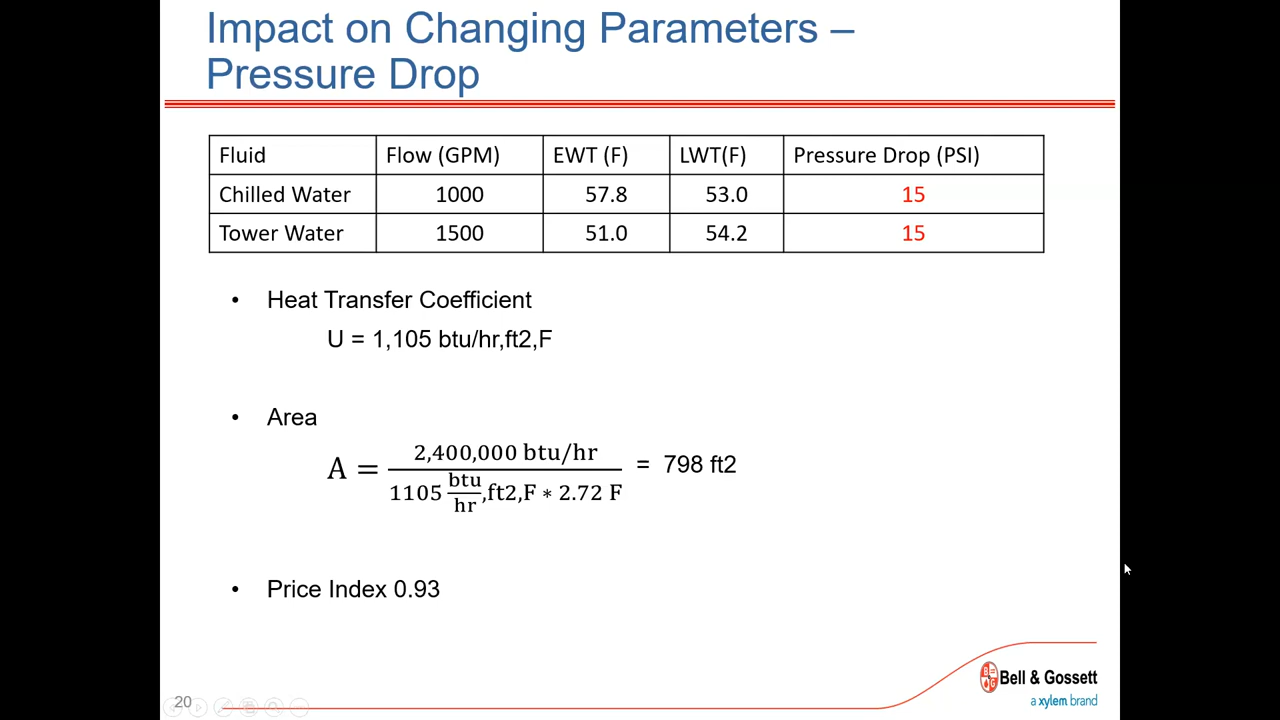 Impact on Changing Parameters –
Pressure Drop
Fluid Flow (GPM) EWT (F) LWT(F) Pressure Drop (PSI)
Chilled Water 1000 57.8 53.0 15
Tower Water 1500 51.0 54.2 15
• Heat Transfer Coefficient
U = 1,105 btu/hr,ft2,F
• Area
A = 2,400,000 btu/hr / 1105 btu/hr,ft2,F * 2.72 F = 798 ft2
• Price Index 0.93
Bell & Gossett
a xylem brand
20